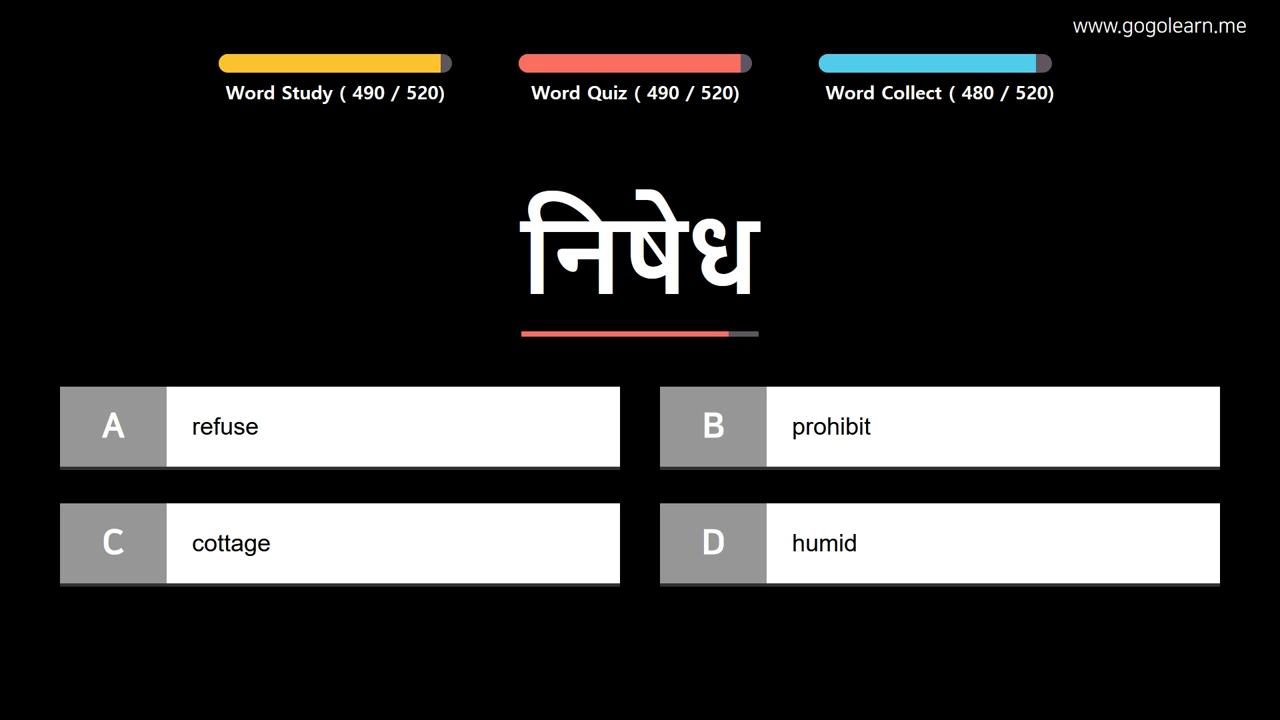 www.gogolearn.me
Word Study ( 490 / 520)
Word Quiz ( 490 / 520)
Word Collect ( 480 / 520)
निषेध
A refuse
B prohibit
C cottage
D humid